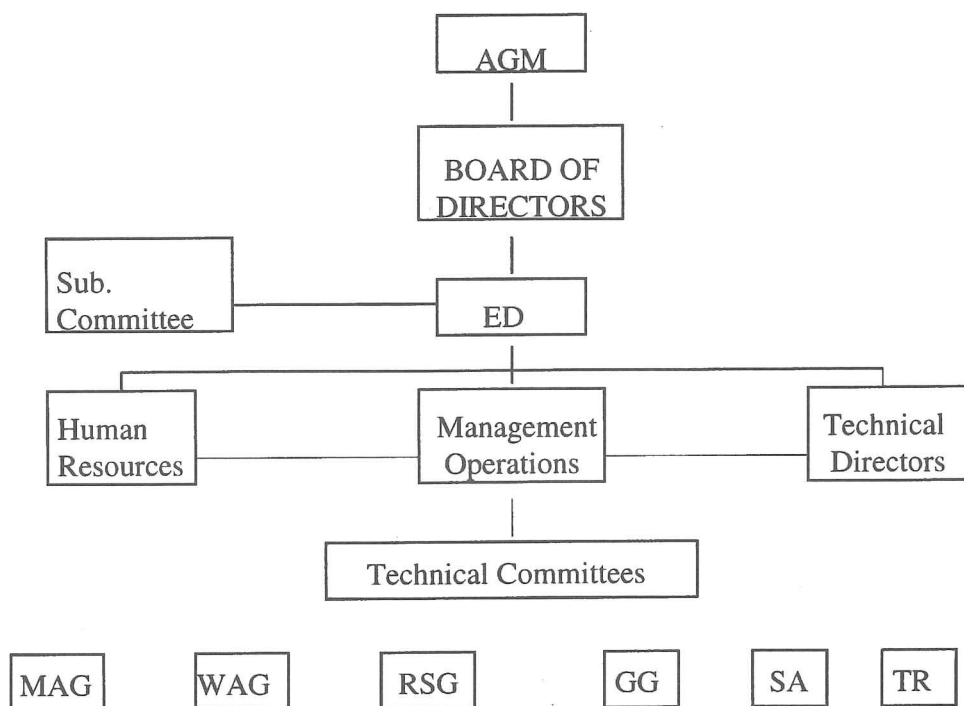 AGM
BOARD OF
DIRECTORS
Sub.
Committee
ED
Human
Resources
Management
Operations
Technical
Directors
Technical Committees
MAG
WAG
RSG
GG
SA
TR